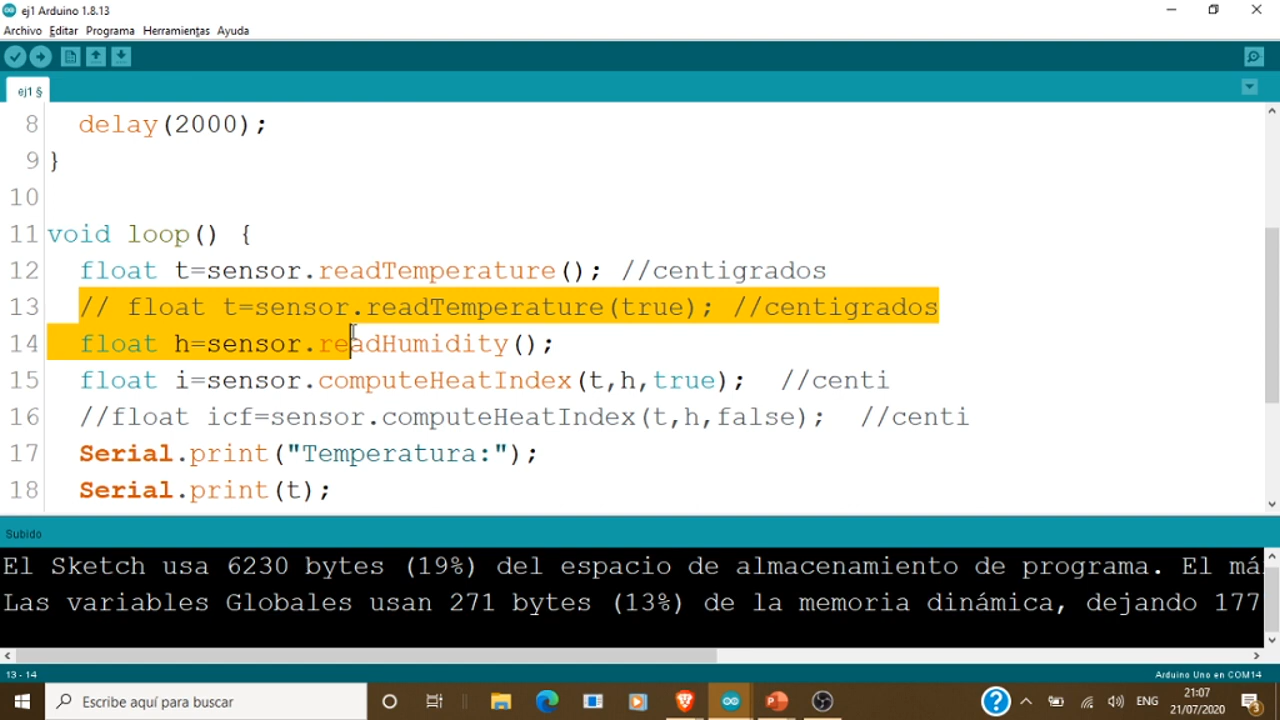 ej1 Arduino 1.8.13
Archivo Editar Programa Herramientas Ayuda
ej1 §
8 delay(2000);
9 }
10
11 void loop() {
12 float t=sensor.readTemperature(); //centigrados
13 // float t=sensor.readTemperature(true); //centigrados
14 float h=sensor.readHumidity();
15 float i=sensor.computeHeatIndex(t,h,true); //centi
16 //float icf=sensor.computeHeatIndex(t,h,false); //centi
17 Serial.print("Temperatura:");
18 Serial.print(t);
Subido
El Sketch usa 6230 bytes (19%) del espacio de almacenamiento de programa. El má
Las variables Globales usan 271 bytes (13%) de la memoria dinámica, dejando 177
13 - 14
Arduino Uno en COM14
Escribe aquí para buscar
ENG
21:07
21/07/2020
3